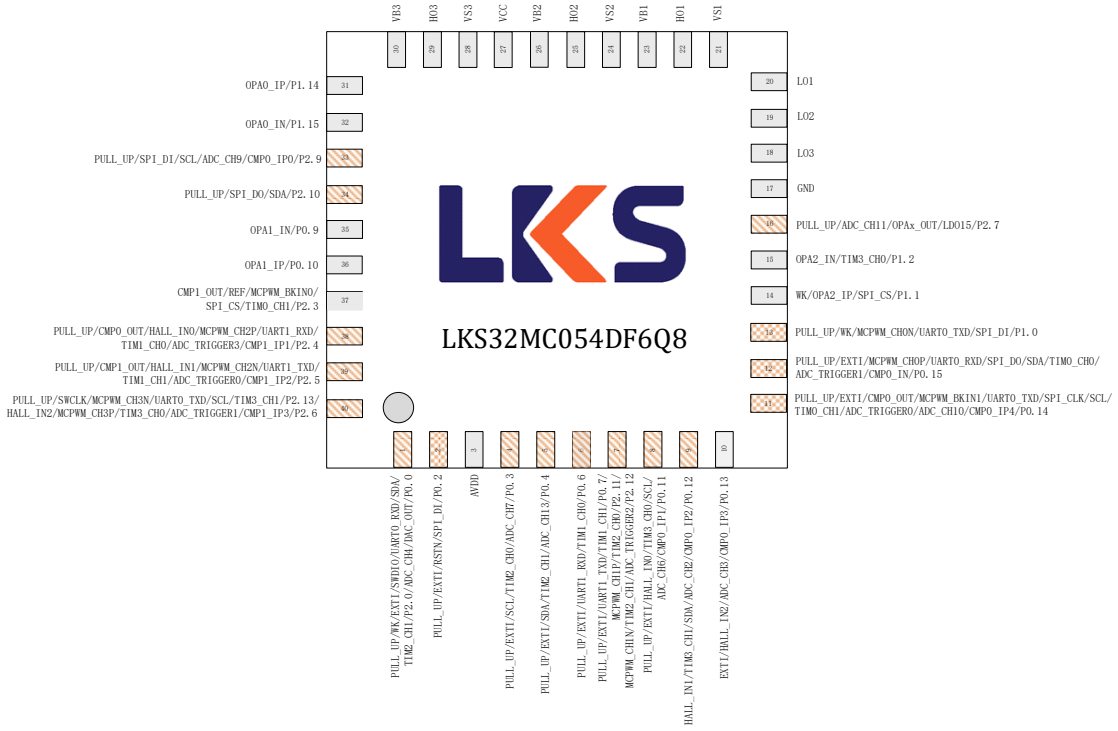 VB3
HO3
VS3
VCC
VB2
HO2
VS2
VB1
HO1
VS1
30
29
28
27
26
25
24
23
22
21
OPA0_IP/P1.14
31
OPA0_IN/P1.15
32
PULL_UP/SPI_DI/SCL/ADC_CH9/CMP0_IP0/P2.9
33
PULL_UP/SPI_DO/SDA/P2.10
34
OPA1_IN/P0.9
35
OPA1_IP/P0.10
36
CMP1_OUT/REF/MCPWM_BKIN0/
SPI_CS/TIM0_CH1/P2.3
37
PULL_UP/CMP0_OUT/HALL_IN0/MCPWM_CH2P/UART1_RXD/
TIM1_CH0/ADC_TRIGGER3/CMP1_IP1/P2.4
38
PULL_UP/CMP1_OUT/HALL_IN1/MCPWM_CH2N/UART1_TXD/
TIM1_CH1/ADC_TRIGGER0/CMP1_IP2/P2.5
39
PULL_UP/SWCLK/MCPWM_CH3N/UART0_TXD/SCL/TIM3_CH1/P2.13/
HALL_IN2/MCPWM_CH3P/TIM3_CH0/ADC_TRIGGER1/CMP1_IP3/P2.6
40
LKS
LKS32MC054DF6Q8
20
LO1
19
LO2
18
LO3
17
GND
16
PULL_UP/ADC_CH11/OPAx_OUT/LDO15/P2.7
15
OPA2_IN/TIM3_CH0/P1.2
14
WK/OPA2_IP/SPI_CS/P1.1
13
PULL_UP/WK/MCPWM_CH0N/UART0_TXD/SPI_DI/P1.0
12
PULL_UP/EXTI/MCPWM_CH0P/UART0_RXD/SPI_DO/SDA/TIM0_CH0/
ADC_TRIGGER1/CMP0_IN/P0.15
11
PULL_UP/EXTI/CMP0_OUT/MCPWM_BKIN1/UART0_TXD/SPI_CLK/SCL/
TIM0_CH1/ADC_TRIGGER0/ADC_CH10/CMP0_IP4/P0.14
1
2
3
4
5
6
7
8
9
10
PULL_UP/WK/EXTI/SWDIO/UART0_RXD/SDA/
TIM2_CH1/P2.0/ADC_CH4/DAC_OUT/P0.0
PULL_UP/EXTI/RSTN/SPI_DI/P0.2
AVDD
PULL_UP/EXTI/SCL/TIM2_CH0/ADC_CH7/P0.3
PULL_UP/EXTI/SDA/TIM2_CH1/ADC_CH13/P0.4
PULL_UP/EXTI/UART1_RXD/TIM1_CH0/P0.6
PULL_UP/EXTI/UART1_TXD/TIM1_CH1/P0.7/
MCPWM_CH1P/TIM2_CH0/P2.11/
MCPWM_CH1N/TIM2_CH1/ADC_TRIGGER2/P2.12
PULL_UP/EXTI/HALL_IN0/TIM3_CH0/SCL/
ADC_CH6/CMP0_IP1/P0.11
HALL_IN1/TIM3_CH1/SDA/ADC_CH2/CMP0_IP2/P0.12
EXTI/HALL_IN2/ADC_CH3/CMP0_IP3/P0.13